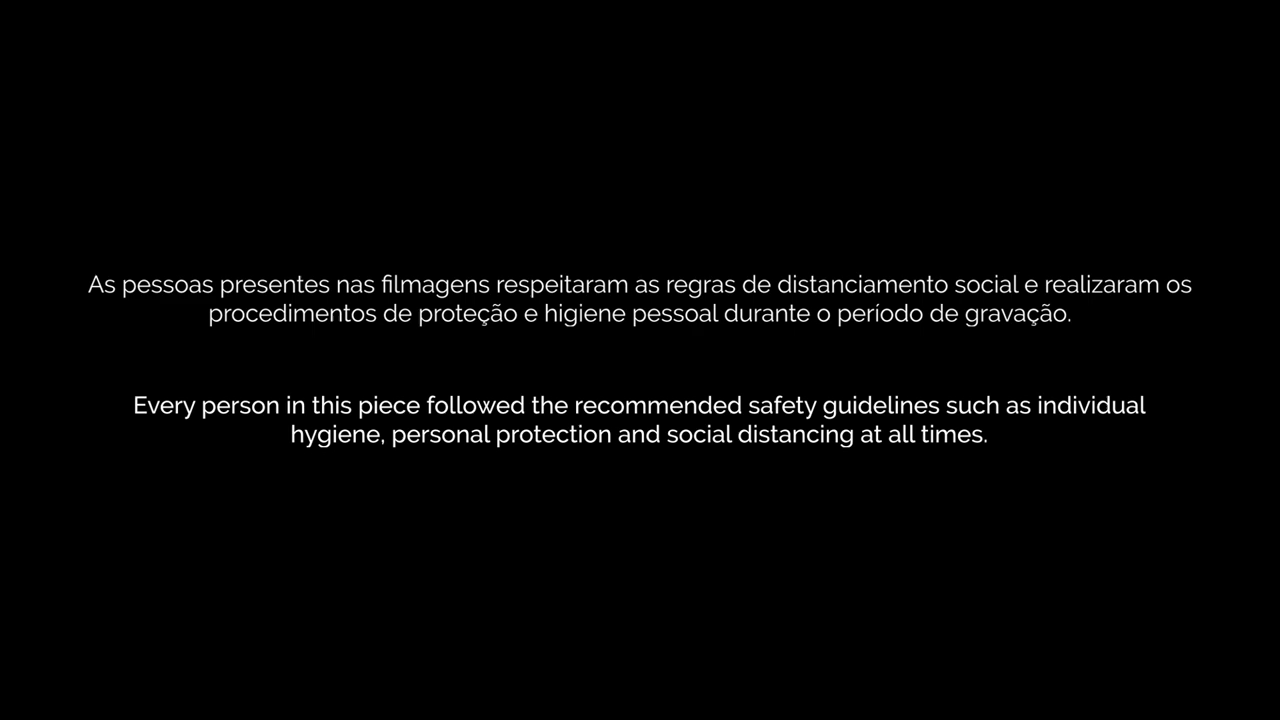 As pessoas presentes nas filmagens respeitaram as regras de distanciamento social e realizaram os
procedimentos de proteção e higiene pessoal durante o período de gravação.
Every person in this piece followed the recommended safety guidelines such as individual
hygiene, personal protection and social distancing at all times.